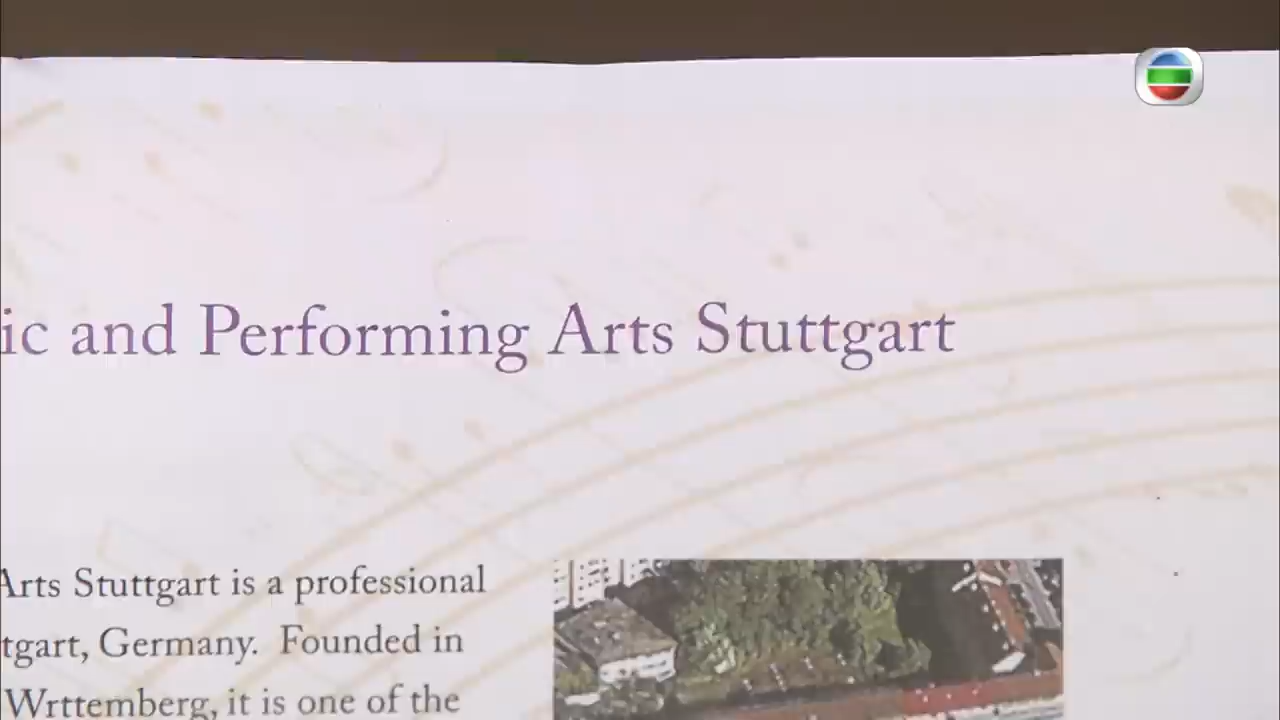 ic and Performing Arts Stuttgart
Arts Stuttgart is a professional
tgart, Germany. Founded in
Wrttemberg, it is one of the